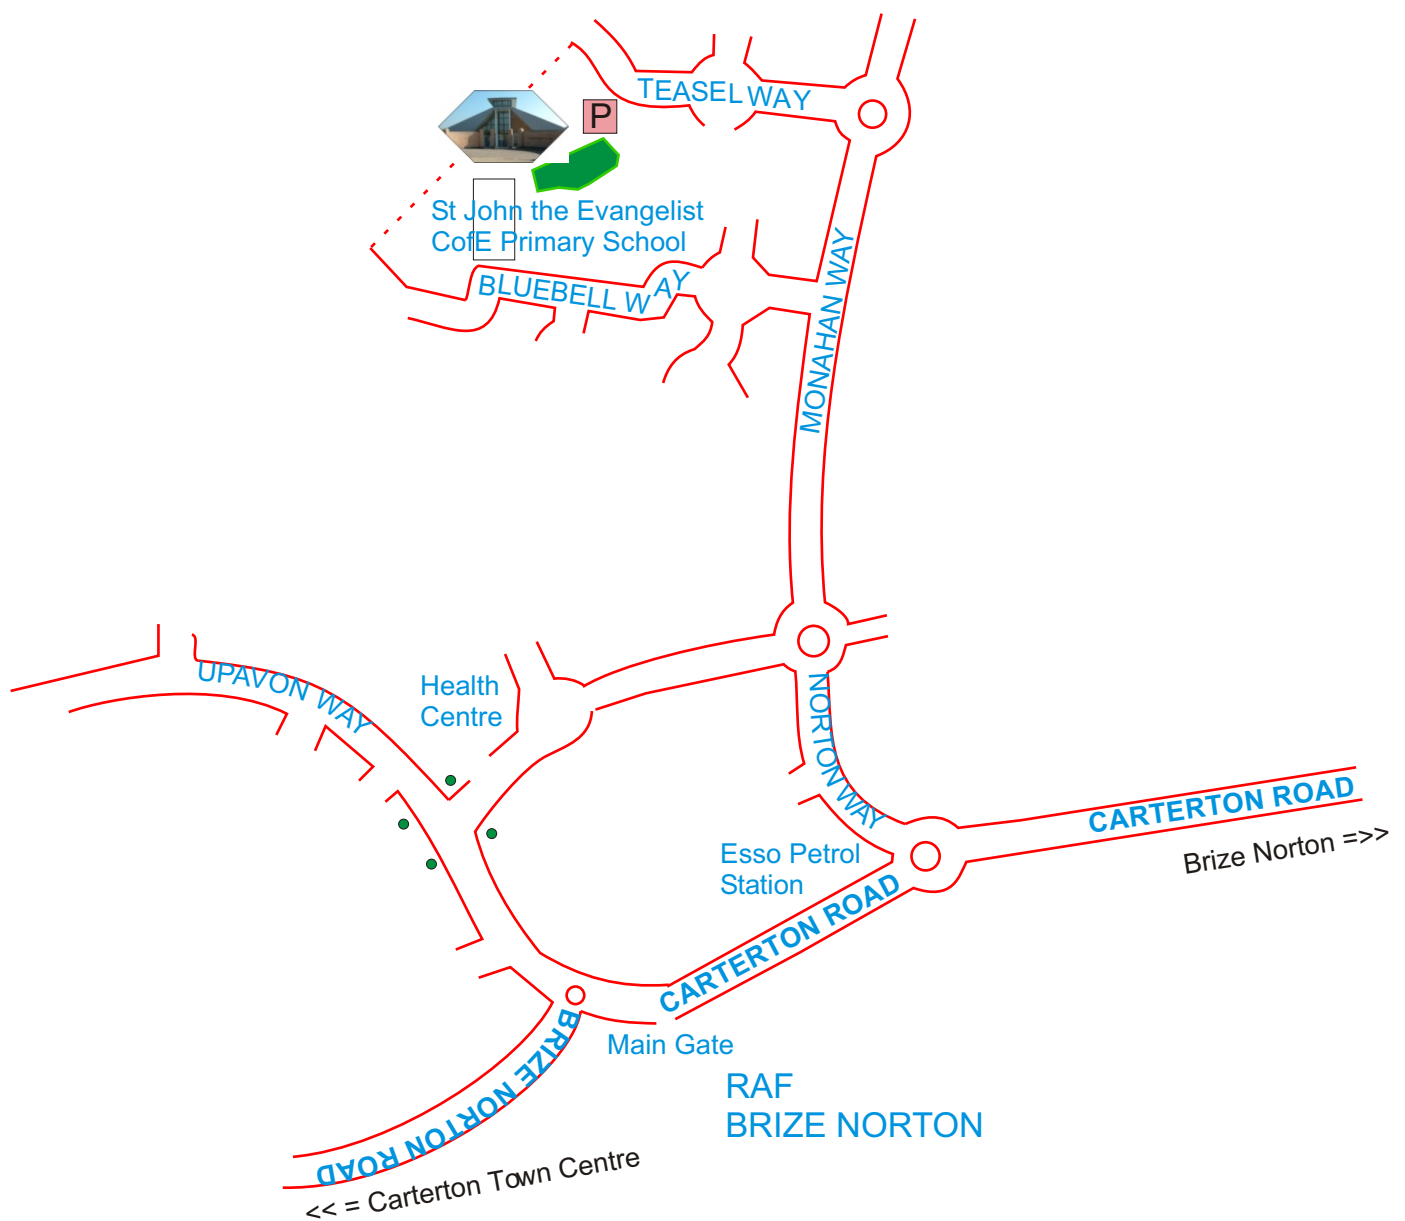 TEASEL WAY
P
St John the Evangelist
CofE Primary School
BLUEBELL WAY
MONAHAN WAY
UPAVON WAY
Health
Centre
NORTON WAY
CARTERTON ROAD
Brize Norton =>>
Esso Petrol
Station
CARTERTON ROAD
BRIZE NORTON ROAD
Main Gate
RAF
BRIZE NORTON
<< = Carterton Town Centre